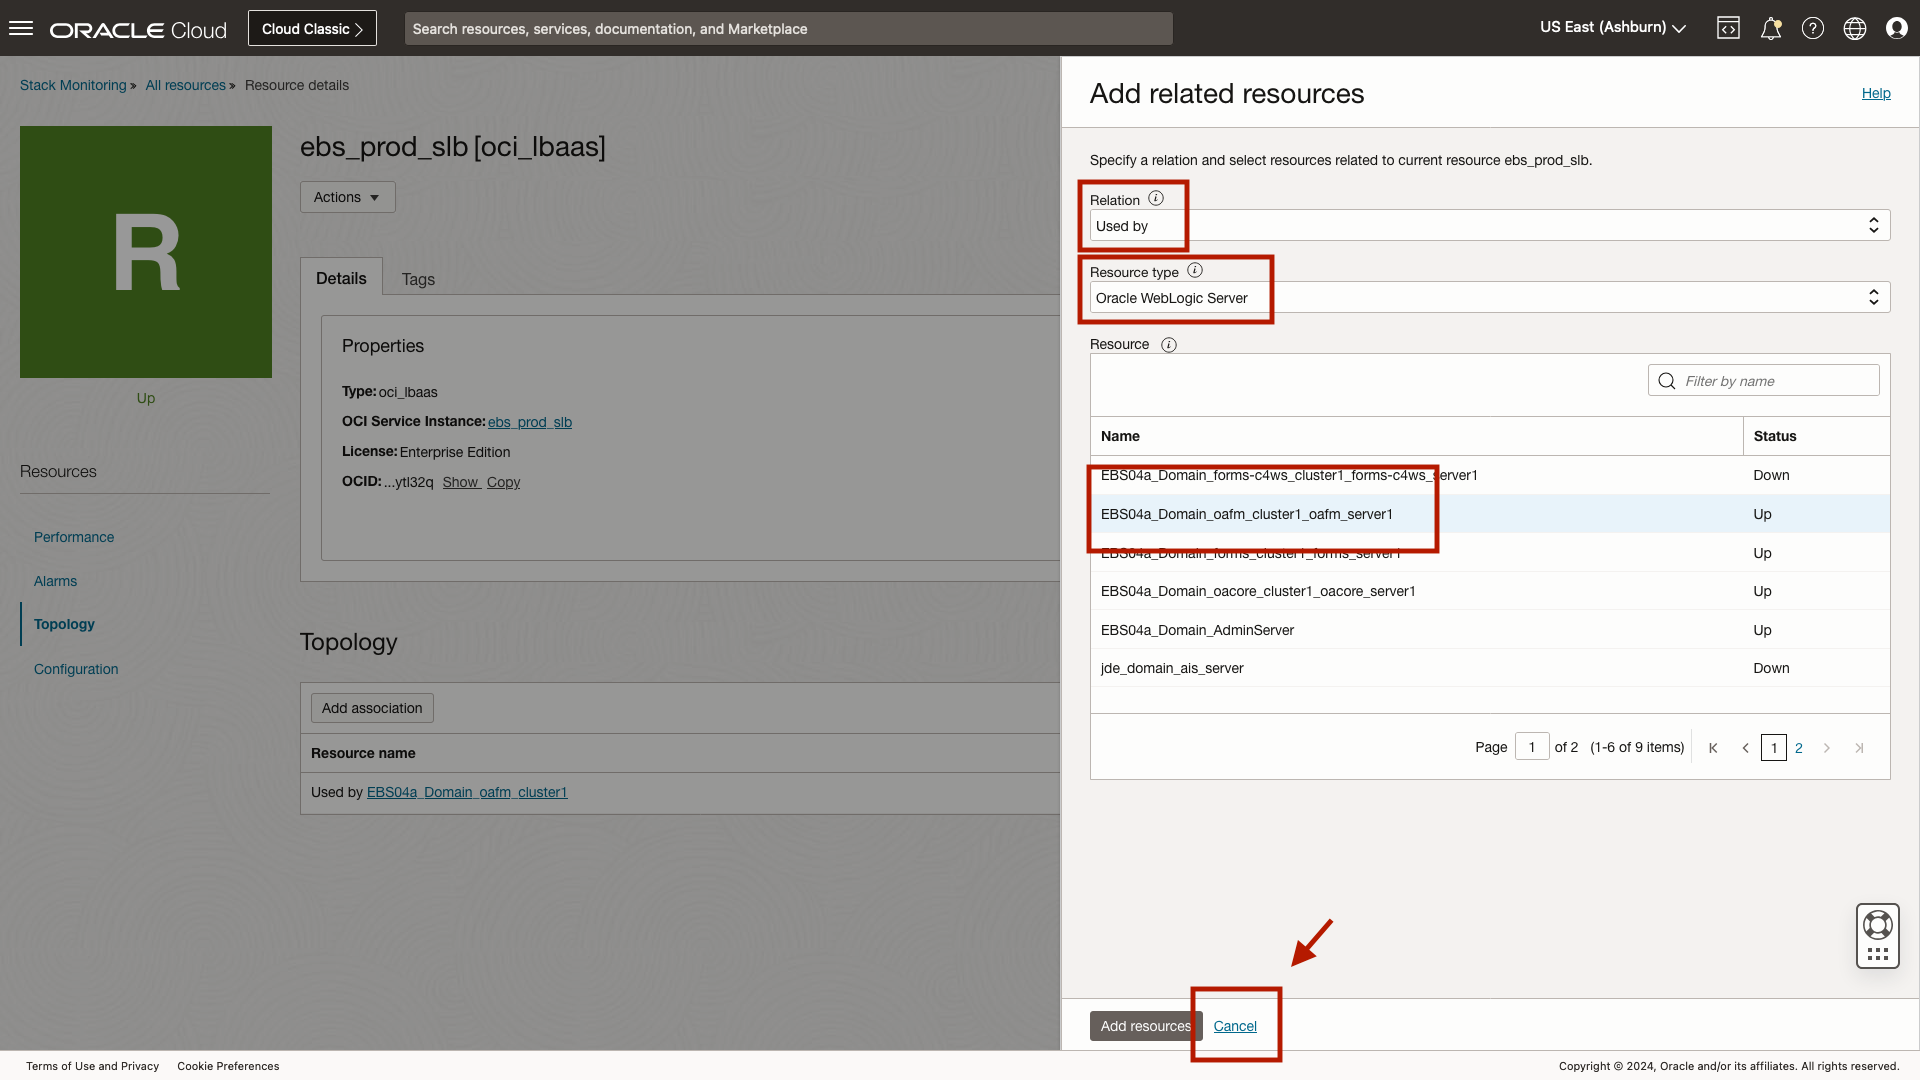 ORACLE Cloud
Cloud Classic
Search resources, services, documentation, and Marketplace
US East (Ashburn)
Stack Monitoring » All resources » Resource details
R
Up
ebs_prod_slb [oci_lbaas]
Actions
Details
Tags
Properties
Type: oci_lbaas
OCI Service Instance: ebs_prod_slb
License: Enterprise Edition
OCID: ...ytl32q Show Copy
Resources
Performance
Alarms
Topology
Configuration
Topology
Add association
Resource name
Used by EBS04a_Domain_oafm_cluster1
Add related resources
Help
Specify a relation and select resources related to current resource ebs_prod_slb.
Relation
Used by
Resource type
Oracle WebLogic Server
Resource
Filter by name
Name Status
EBS04a_Domain_forms-c4ws_cluster1_forms-c4ws_server1 Down
EBS04a_Domain_oafm_cluster1_oafm_server1 Up
EBS04a_Domain_forms_cluster1_forms_server1 Up
EBS04a_Domain_oacore_cluster1_oacore_server1 Up
EBS04a_Domain_AdminServer Up
jde_domain_ais_server Down
Page 1 of 2 (1-6 of 9 items) 1 2
Add resources
Cancel
Terms of Use and Privacy Cookie Preferences
Copyright © 2024, Oracle and/or its affiliates. All rights reserved.